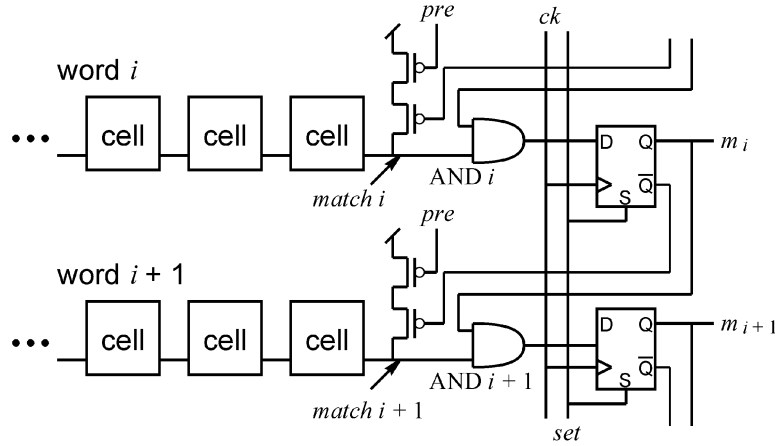 pre
ck
word i
••• cell cell cell
D Q m i
AND i
Q
match i
S
pre
word i + 1
••• cell cell cell
D Q m i+1
AND i + 1
Q
match i + 1
S
set